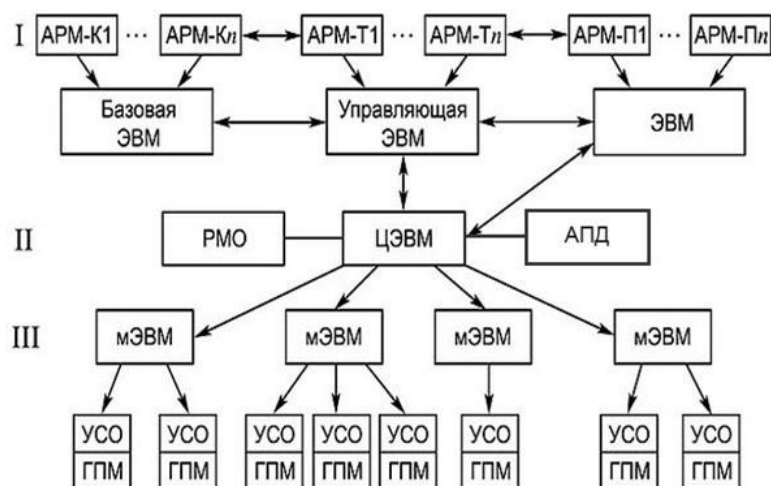 I
АРМ-К1 ... АРМ-Кn АРМ-Т1 ... АРМ-Тn АРМ-П1 ... АРМ-Пn
Базовая
ЭВМ
Управляющая
ЭВМ
ЭВМ
II
РМО ЦЭВМ АПД
III
мЭВМ мЭВМ мЭВМ мЭВМ
УСО УСО УСО УСО УСО УСО УСО УСО
ГПМ ГПМ ГПМ ГПМ ГПМ ГПМ ГПМ ГПМ